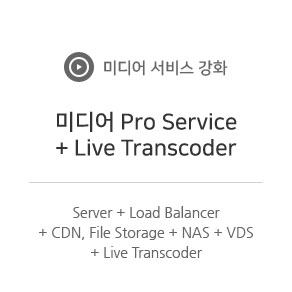 미디어 서비스 강화
미디어 Pro Service
+ Live Transcoder
Server + Load Balancer
+ CDN, File Storage + NAS + VDS
+ Live Transcoder